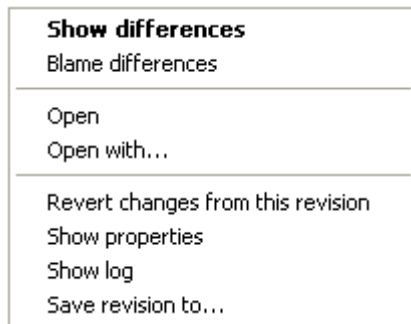 Show differences
Blame differences
Open
Open with...
Revert changes from this revision
Show properties
Show log
Save revision to...